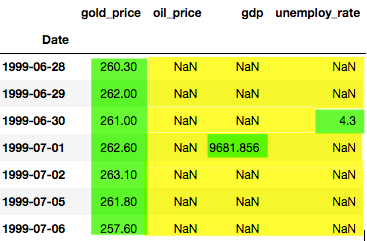 gold_price oil_price gdp unemploy_rate
Date
1999-06-28 260.30 NaN NaN NaN
1999-06-29 262.00 NaN NaN NaN
1999-06-30 261.00 NaN NaN 4.3
1999-07-01 262.60 NaN 9681.856 NaN
1999-07-02 263.10 NaN NaN NaN
1999-07-05 261.80 NaN NaN NaN
1999-07-06 257.60 NaN NaN NaN